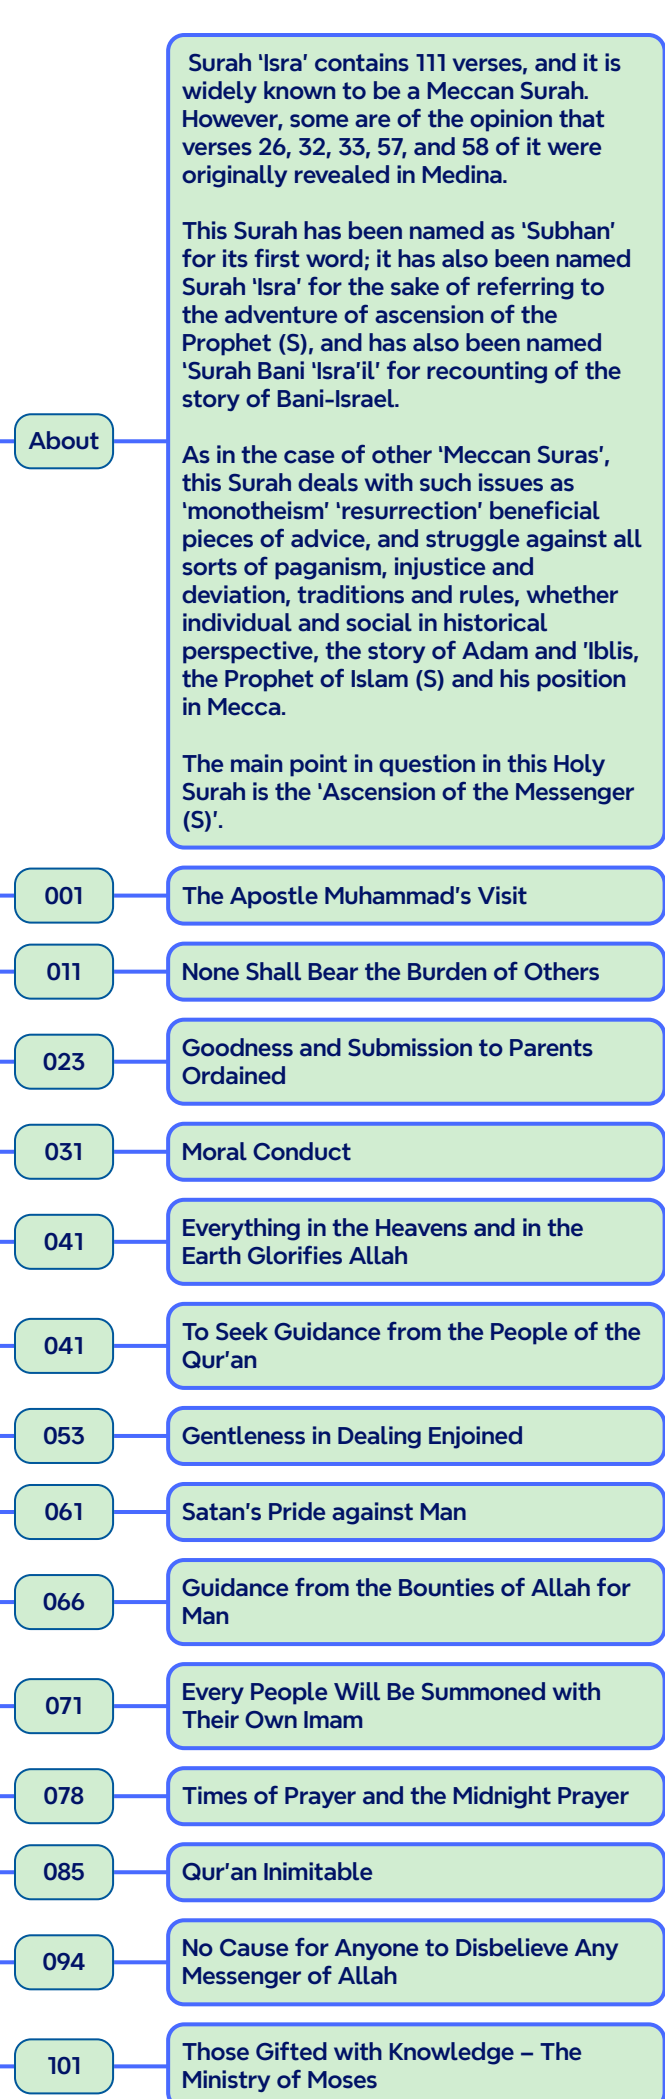 Surah ‘Isra’ contains 111 verses, and it is
widely known to be a Meccan Surah.
However, some are of the opinion that
verses 26, 32, 33, 57, and 58 of it were
originally revealed in Medina.
This Surah has been named as ‘Subhan’
for its first word; it has also been named
Surah ‘Isra’ for the sake of referring to
the adventure of ascension of the
Prophet (S), and has also been named
‘Surah Bani ‘Isra’il’ for recounting of the
story of Bani-Israel.
About
As in the case of other ‘Meccan Suras’,
this Surah deals with such issues as
‘monotheism’ ‘resurrection’ beneficial
pieces of advice, and struggle against all
sorts of paganism, injustice and
deviation, traditions and rules, whether
individual and social in historical
perspective, the story of Adam and ’Iblis,
the Prophet of Islam (S) and his position
in Mecca.
The main point in question in this Holy
Surah is the ‘Ascension of the Messenger
(S)’.
001
The Apostle Muhammad’s Visit
011
None Shall Bear the Burden of Others
023
Goodness and Submission to Parents
Ordained
031
Moral Conduct
041
Everything in the Heavens and in the
Earth Glorifies Allah
041
To Seek Guidance from the People of the
Qur’an
053
Gentleness in Dealing Enjoined
061
Satan’s Pride against Man
066
Guidance from the Bounties of Allah for
Man
071
Every People Will Be Summoned with
Their Own Imam
078
Times of Prayer and the Midnight Prayer
085
Qur’an Inimitable
094
No Cause for Anyone to Disbelieve Any
Messenger of Allah
101
Those Gifted with Knowledge – The
Ministry of Moses